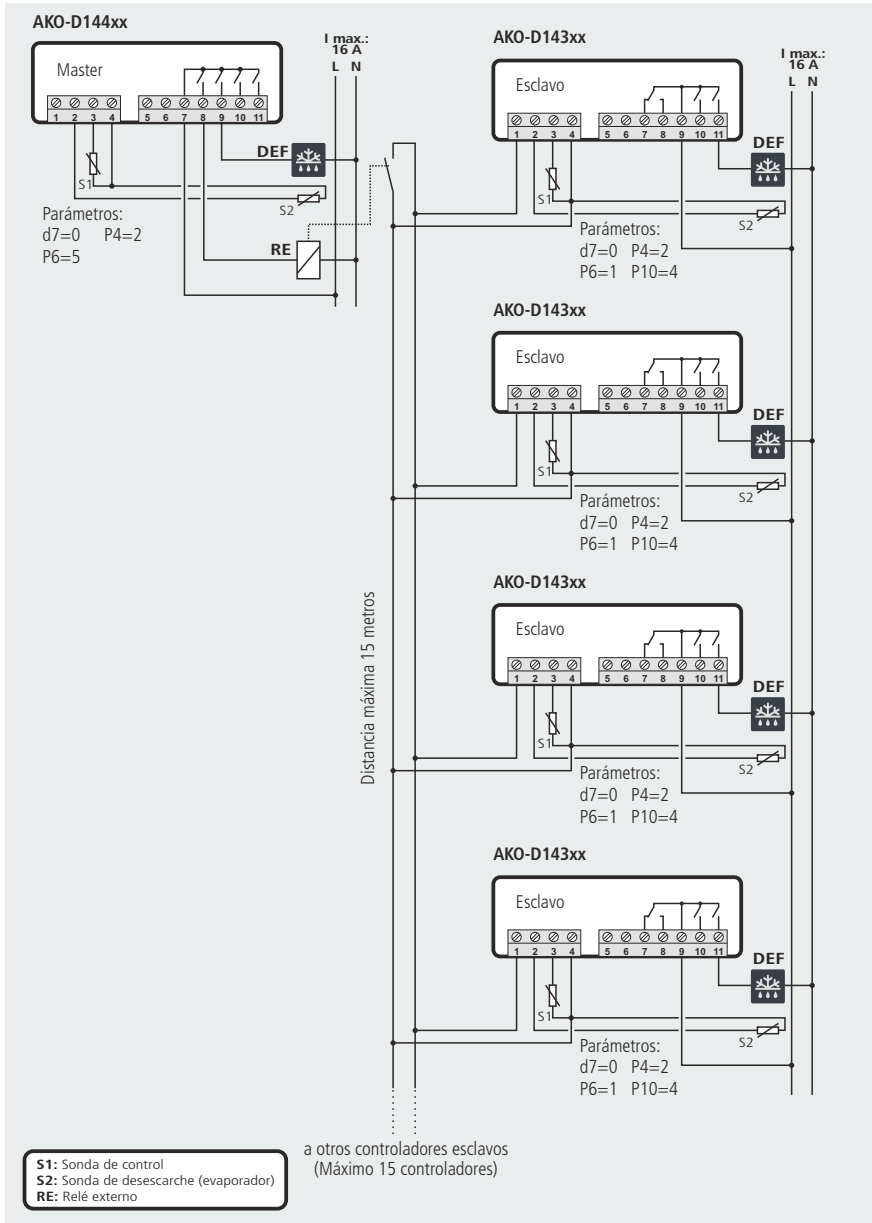 AKO-D144xx
I max.:
16 A
L N
Master
1 2 3 4 5 6 7 8 9 10 11
DEF
S1
S2
Parámetros:
d7=0 P4=2
P6=5
RE
AKO-D143xx
I max.:
16 A
L N
Esclavo
1 2 3 4 5 6 7 8 9 10 11
DEF
S1
S2
Parámetros:
d7=0 P4=2
P6=1 P10=4
AKO-D143xx
Esclavo
1 2 3 4 5 6 7 8 9 10 11
DEF
S1
S2
Parámetros:
d7=0 P4=2
P6=1 P10=4
Distancia máxima 15 metros
AKO-D143xx
Esclavo
1 2 3 4 5 6 7 8 9 10 11
DEF
S1
S2
Parámetros:
d7=0 P4=2
P6=1 P10=4
AKO-D143xx
Esclavo
1 2 3 4 5 6 7 8 9 10 11
DEF
S1
S2
Parámetros:
d7=0 P4=2
P6=1 P10=4
a otros controladores esclavos
(Máximo 15 controladores)
S1: Sonda de control
S2: Sonda de desescarche (evaporador)
RE: Relé externo